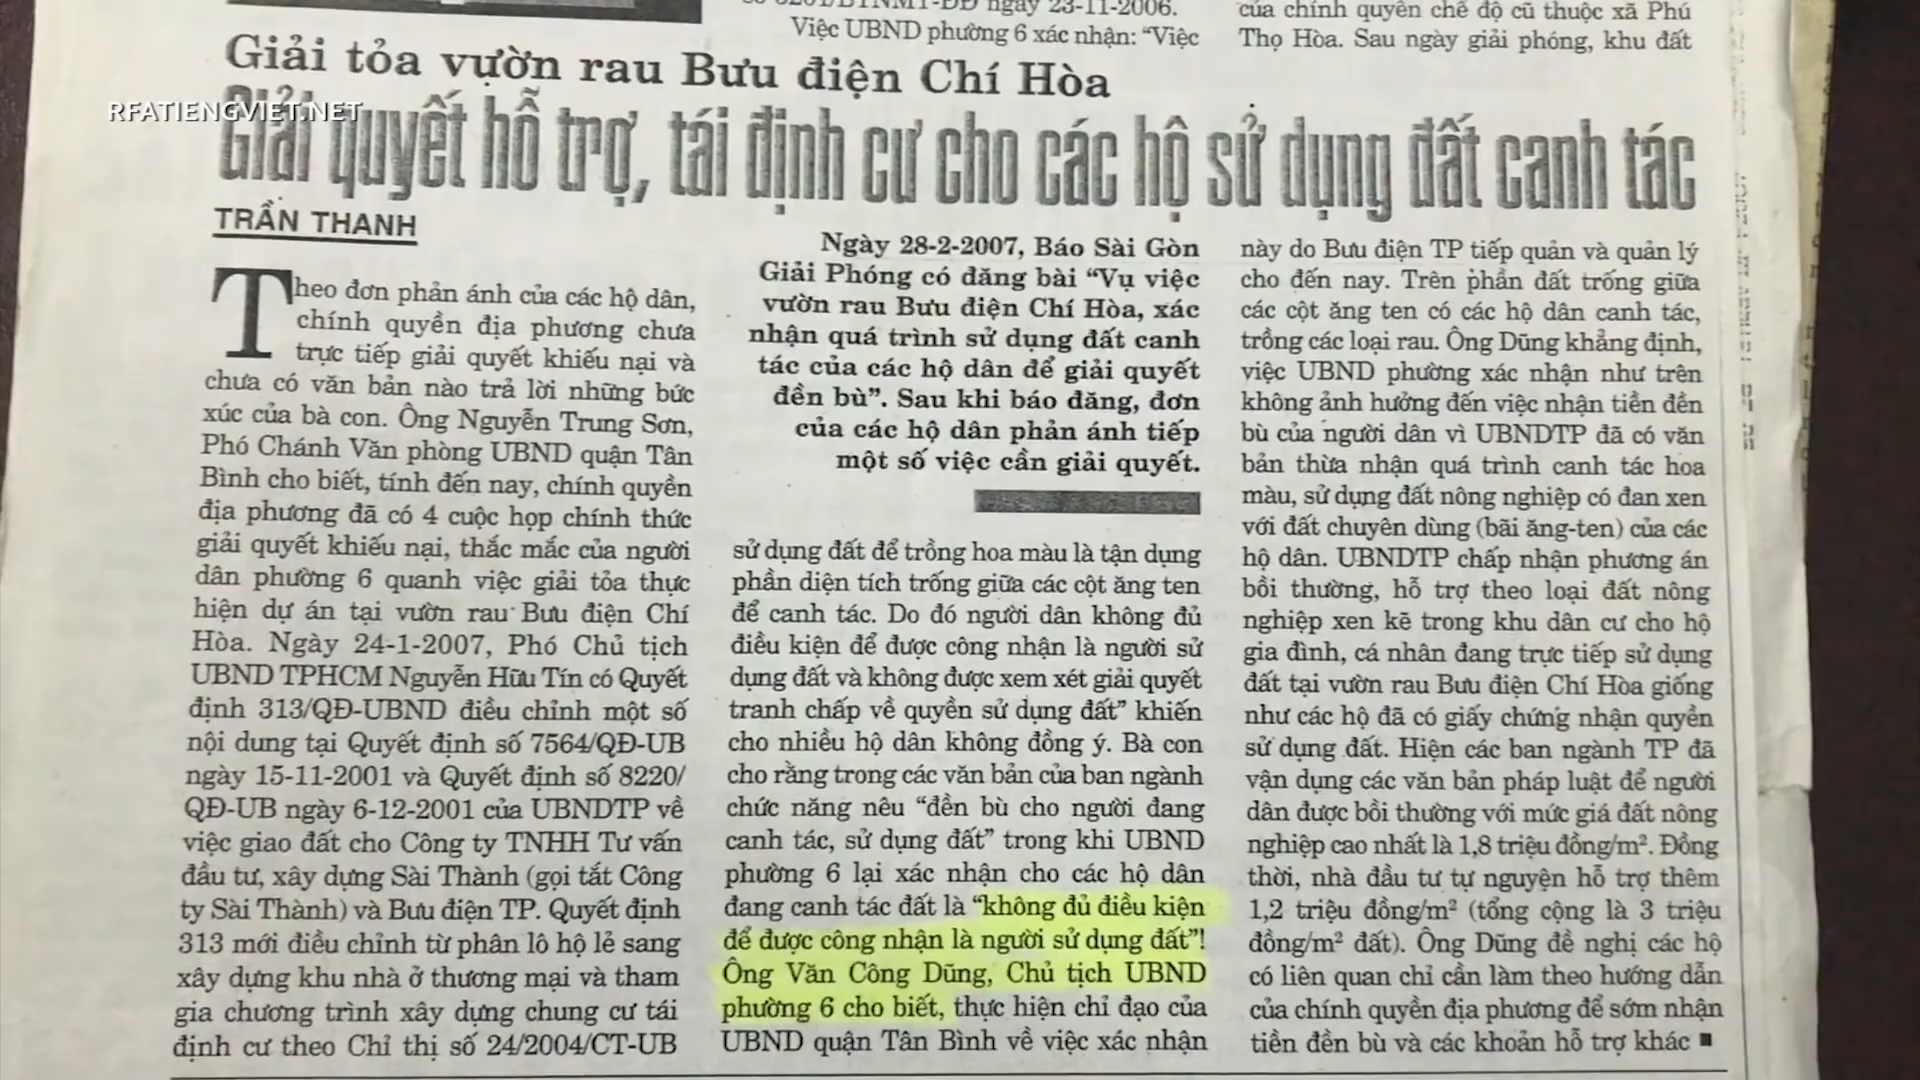 RFATIENGVIET.NET
Giải tỏa vườn rau Bưu điện Chí Hòa
Giải quyết hỗ trợ, tái định cư cho các hộ sử dụng đất canh tác
TRẦN THANH
Theo đơn phản ánh của các hộ dân,
chính quyền địa phương chưa
trực tiếp giải quyết khiếu nại và
chưa có văn bản nào trả lời những bức
xúc của bà con. Ông Nguyễn Trung Sơn,
Phó Chánh Văn phòng UBND quận Tân
Bình cho biết, tính đến nay, chính quyền
địa phương đã có 4 cuộc họp chính thức
giải quyết khiếu nại, thắc mắc của người
dân phường 6 quanh việc giải tỏa thực
hiện dự án tại vườn rau Bưu điện Chí
Hòa. Ngày 24-1-2007, Phó Chủ tịch
UBND TPHCM Nguyễn Hữu Tín có Quyết
định 313/QĐ-UBND điều chỉnh một số
nội dung tại Quyết định số 7564/QĐ-UB
ngày 15-11-2001 và Quyết định số 8220/
QĐ-UB ngày 6-12-2001 của UBNDTP về
việc giao đất cho Công ty TNHH Tư vấn
đầu tư, xây dựng Sài Thành (gọi tắt Công
ty Sài Thành) và Bưu điện TP. Quyết định
313 mới điều chỉnh từ phân lô hộ lẻ sang
xây dựng khu nhà ở thương mại và tham
gia chương trình xây dựng chung cư tái
định cư theo Chỉ thị số 24/2004/CT-UB
ngày 23-11-2006.
Việc UBND phường 6 xác nhận: “Việc
Ngày 28-2-2007, Báo Sài Gòn
Giải Phóng có đăng bài “Vụ việc
vườn rau Bưu điện Chí Hòa, xác
nhận quá trình sử dụng đất canh
tác của các hộ dân để giải quyết
đền bù”. Sau khi báo đăng, đơn
của các hộ dân phản ánh tiếp
một số việc cần giải quyết.
sử dụng đất để trồng hoa màu là tận dụng
phần diện tích trống giữa các cột ăng ten
để canh tác. Do đó người dân không đủ
điều kiện để được công nhận là người sử
dụng đất và không được xem xét giải quyết
tranh chấp về quyền sử dụng đất” khiến
cho nhiều hộ dân không đồng ý. Bà con
cho rằng trong các văn bản của ban ngành
chức năng nêu “đền bù cho người đang
canh tác, sử dụng đất” trong khi UBND
phường 6 lại xác nhận cho các hộ dân
đang canh tác đất là “không đủ điều kiện
để được công nhận là người sử dụng đất”!
Ông Văn Công Dũng, Chủ tịch UBND
phường 6 cho biết, thực hiện chỉ đạo của
UBND quận Tân Bình về việc xác nhận
của chính quyền chế độ cũ thuộc xã Phú
Thọ Hòa. Sau ngày giải phóng, khu đất
này do Bưu điện TP tiếp quản và quản lý
cho đến nay. Trên phần đất trống giữa
các cột ăng ten có các hộ dân canh tác,
trồng các loại rau. Ông Dũng khẳng định,
việc UBND phường xác nhận như trên
không ảnh hưởng đến việc nhận tiền đền
bù của người dân vì UBNDTP đã có văn
bản thừa nhận quá trình canh tác hoa
màu, sử dụng đất nông nghiệp có đan xen
với đất chuyên dùng (bãi ăng-ten) của các
hộ dân. UBNDTP chấp nhận phương án
bồi thường, hỗ trợ theo loại đất nông
nghiệp xen kẽ trong khu dân cư cho hộ
gia đình, cá nhân đang trực tiếp sử dụng
đất tại vườn rau Bưu điện Chí Hòa giống
như các hộ đã có giấy chứng nhận quyền
sử dụng đất. Hiện các ban ngành TP đã
vận dụng các văn bản pháp luật để người
dân được bồi thường với mức giá đất nông
nghiệp cao nhất là 1,8 triệu đồng/m². Đồng
thời, nhà đầu tư tự nguyện hỗ trợ thêm
1,2 triệu đồng/m² (tổng cộng là 3 triệu
đồng/m² đất). Ông Dũng đề nghị các hộ
có liên quan chỉ cần làm theo hướng dẫn
của chính quyền địa phương để sớm nhận
tiền đền bù và các khoản hỗ trợ khác ■